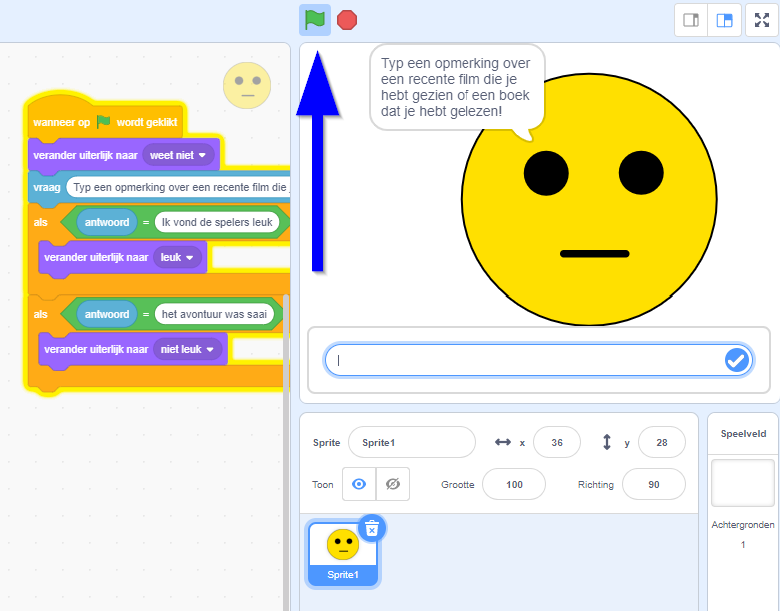 wanneer op wordt geklikt
verander uiterlijk naar weet niet
vraag Typ een opmerking over een recente film die
als antwoord = Ik vond de spelers leuk
verander uiterlijk naar leuk
als antwoord = het avontuur was saai
verander uiterlijk naar niet leuk
Typ een opmerking over
een recente film die je
hebt gezien of een boek
dat je hebt gelezen!
Sprite Sprite1 x 36 y 28
Toon Grootte 100 Richting 90
Sprite1
Speelveld
Achtergronden
1